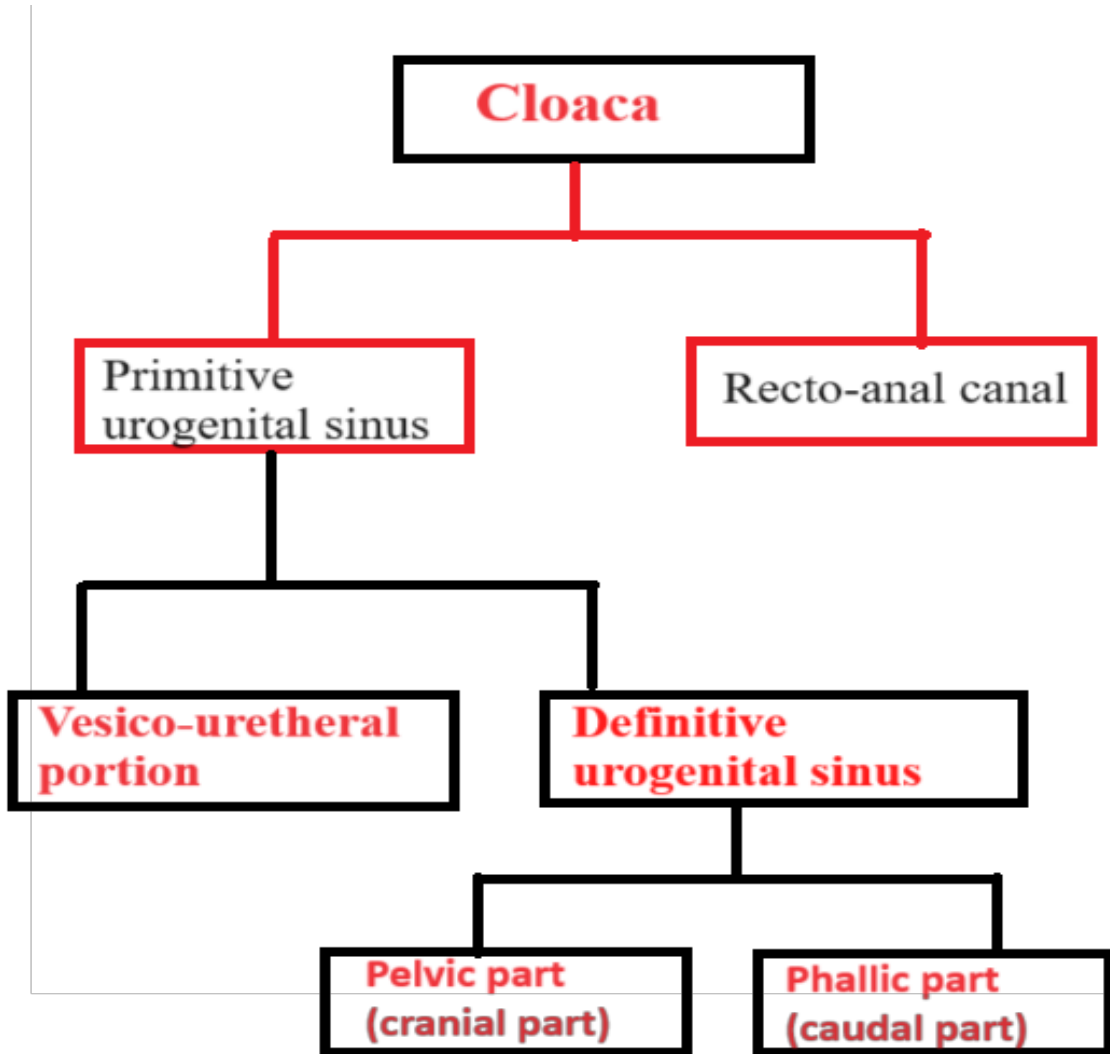 Cloaca
Primitive
urogenital sinus
Recto-anal canal
Vesico-uretheral
portion
Definitive
urogenital sinus
Pelvic part
(cranial part)
Phallic part
(caudal part)